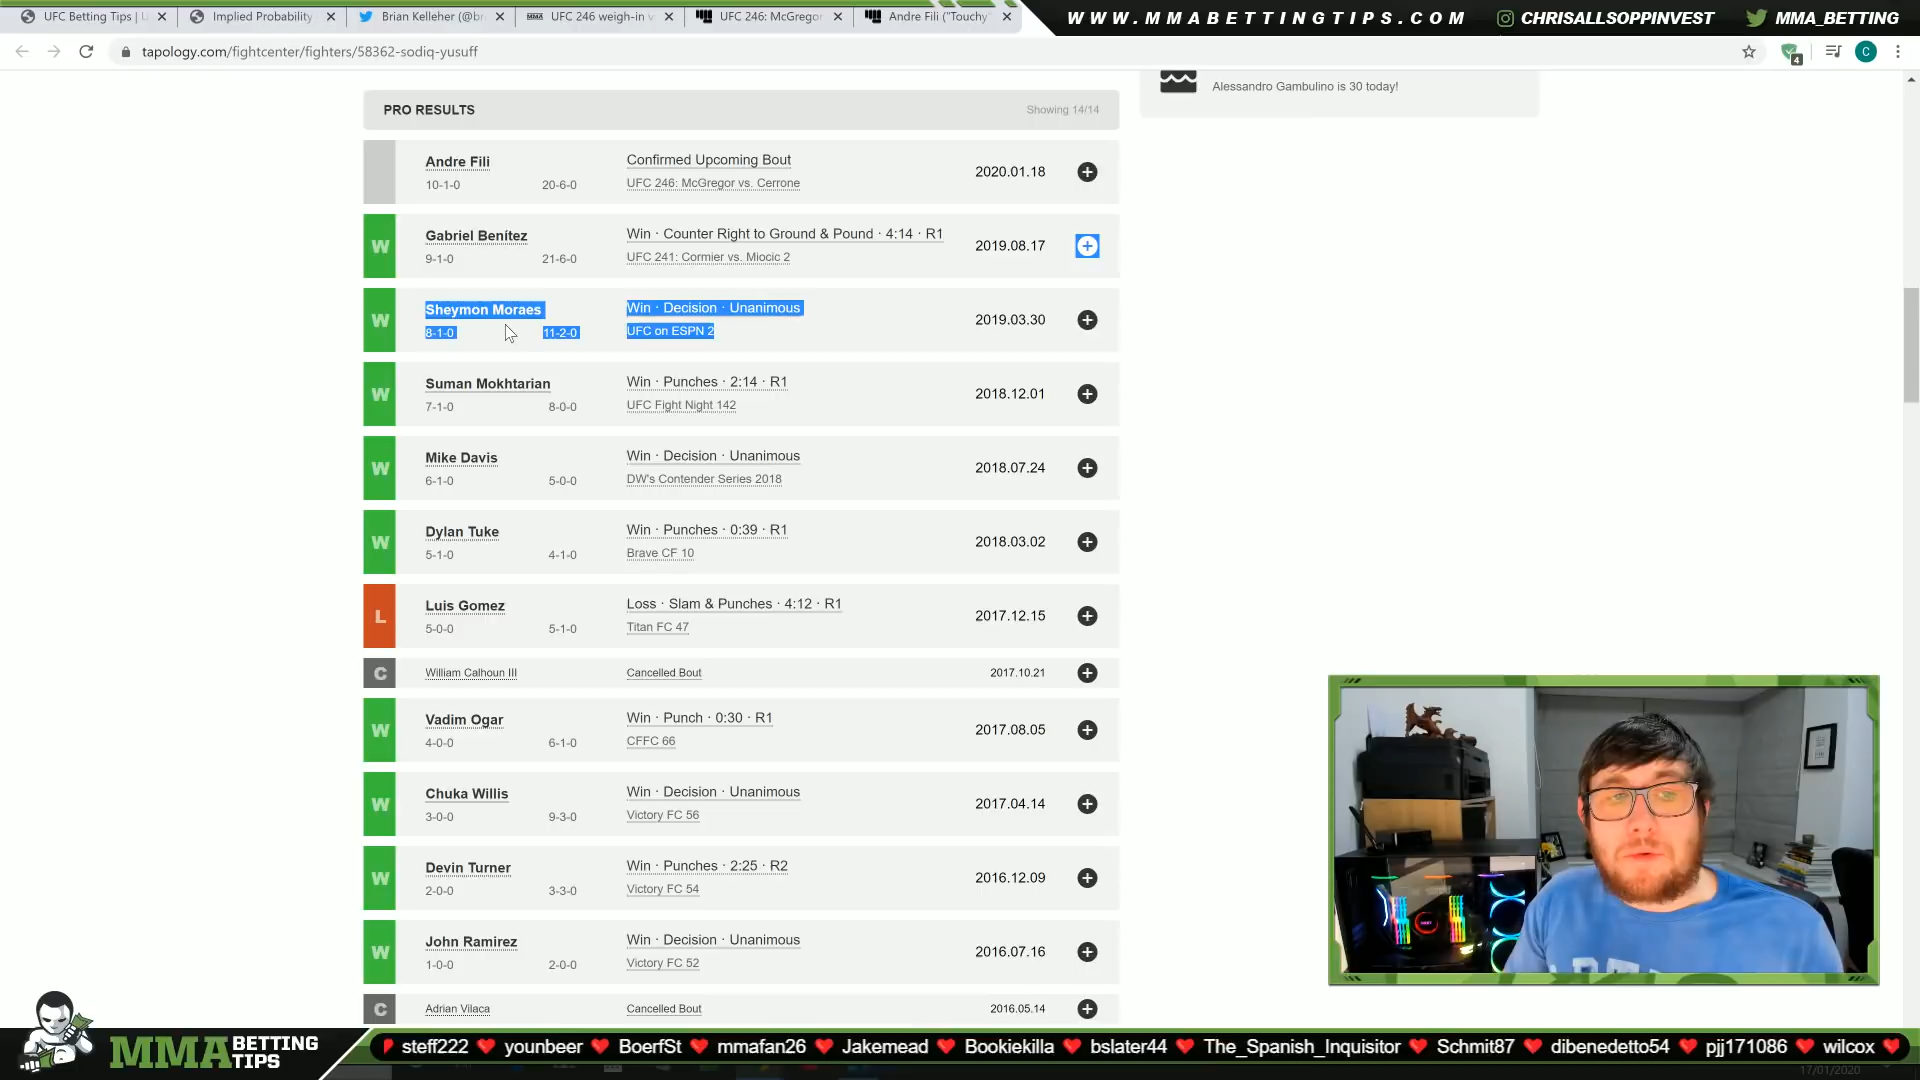 UFC Betting Tips | U
Implied Probability
Brian Kelleher (@br
UFC 246 weigh-in v
UFC 246: McGregor
Andre Fili ("Touchy"
WWW.MMABETTINGTIPS.COM
CHRISALLSOPPINVEST
MMA_BETTING
tapology.com/fightcenter/fighters/58362-sodiq-yusuff
4
C
Alessandro Gambulino is 30 today!
PRO RESULTS
Showing 14/14
Andre Fili
10-1-0
20-6-0
Confirmed Upcoming Bout
UFC 246: McGregor vs. Cerrone
2020.01.18
W
Gabriel Benítez
9-1-0
21-6-0
Win · Counter Right to Ground & Pound · 4:14 · R1
UFC 241: Cormier vs. Miocic 2
2019.08.17
W
Sheymon Moraes
8-1-0
11-2-0
Win · Decision · Unanimous
UFC on ESPN 2
2019.03.30
W
Suman Mokhtarian
7-1-0
8-0-0
Win · Punches · 2:14 · R1
UFC Fight Night 142
2018.12.01
W
Mike Davis
6-1-0
5-0-0
Win · Decision · Unanimous
DW's Contender Series 2018
2018.07.24
W
Dylan Tuke
5-1-0
4-1-0
Win · Punches · 0:39 · R1
Brave CF 10
2018.03.02
L
Luis Gomez
5-0-0
5-1-0
Loss · Slam & Punches · 4:12 · R1
Titan FC 47
2017.12.15
C
William Calhoun III
Cancelled Bout
2017.10.21
W
Vadim Ogar
4-0-0
6-1-0
Win · Punch · 0:30 · R1
CFFC 66
2017.08.05
W
Chuka Willis
3-0-0
9-3-0
Win · Decision · Unanimous
Victory FC 56
2017.04.14
W
Devin Turner
2-0-0
3-3-0
Win · Punches · 2:25 · R2
Victory FC 54
2016.12.09
W
John Ramirez
1-0-0
2-0-0
Win · Decision · Unanimous
Victory FC 52
2016.07.16
C
Adrian Vilaca
Cancelled Bout
2016.05.14
MMA BETTING TIPS
steff222 ❤ younbeer ❤ BoerfSt ❤ mmafan26 ❤ Jakemead ❤ Bookiekilla ❤ bslater44 ❤ The_Spanish_Inquisitor ❤ Schmit87 ❤ dibenedetto54 ❤ pjj171086 ❤ wilcox
17/01/2020